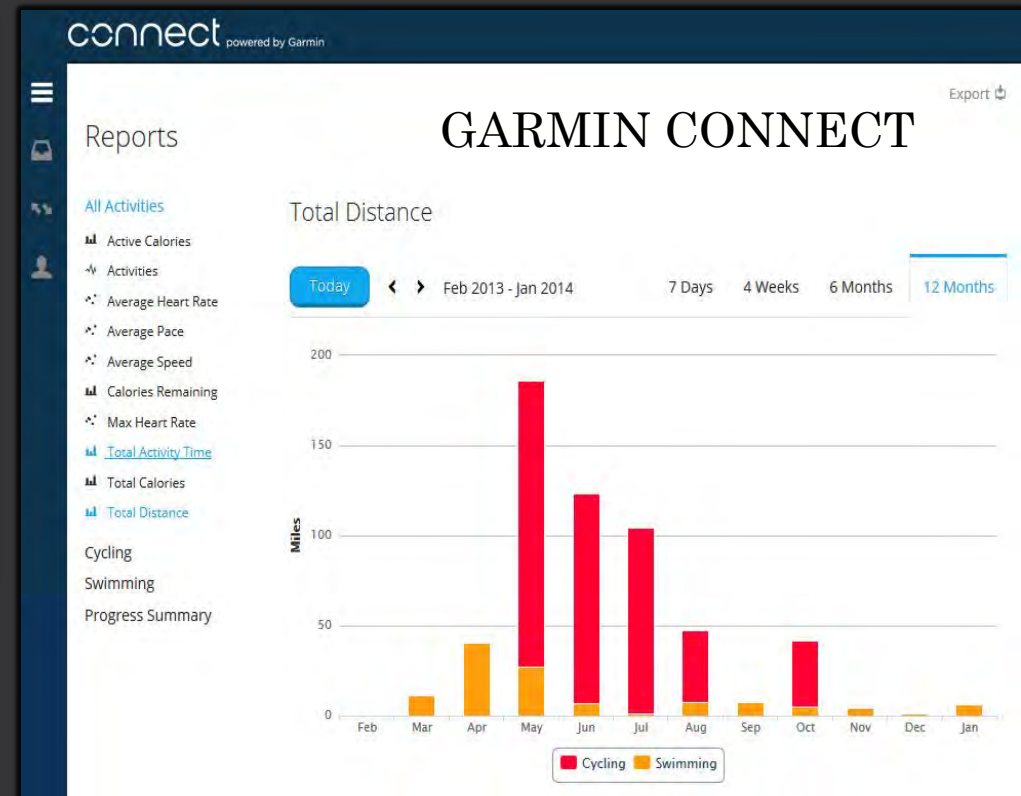 connect powered by Garmin
Export
Reports
GARMIN CONNECT
All Activities
Active Calories
Activities
Average Heart Rate
Average Pace
Average Speed
Calories Remaining
Max Heart Rate
Total Activity Time
Total Calories
Total Distance
Cycling
Swimming
Progress Summary
Total Distance
Today Feb 2013 - Jan 2014 7 Days 4 Weeks 6 Months 12 Months
Miles
200
150
100
50
0
Feb Mar Apr May Jun Jul Aug Sep Oct Nov Dec Jan
Cycling Swimming